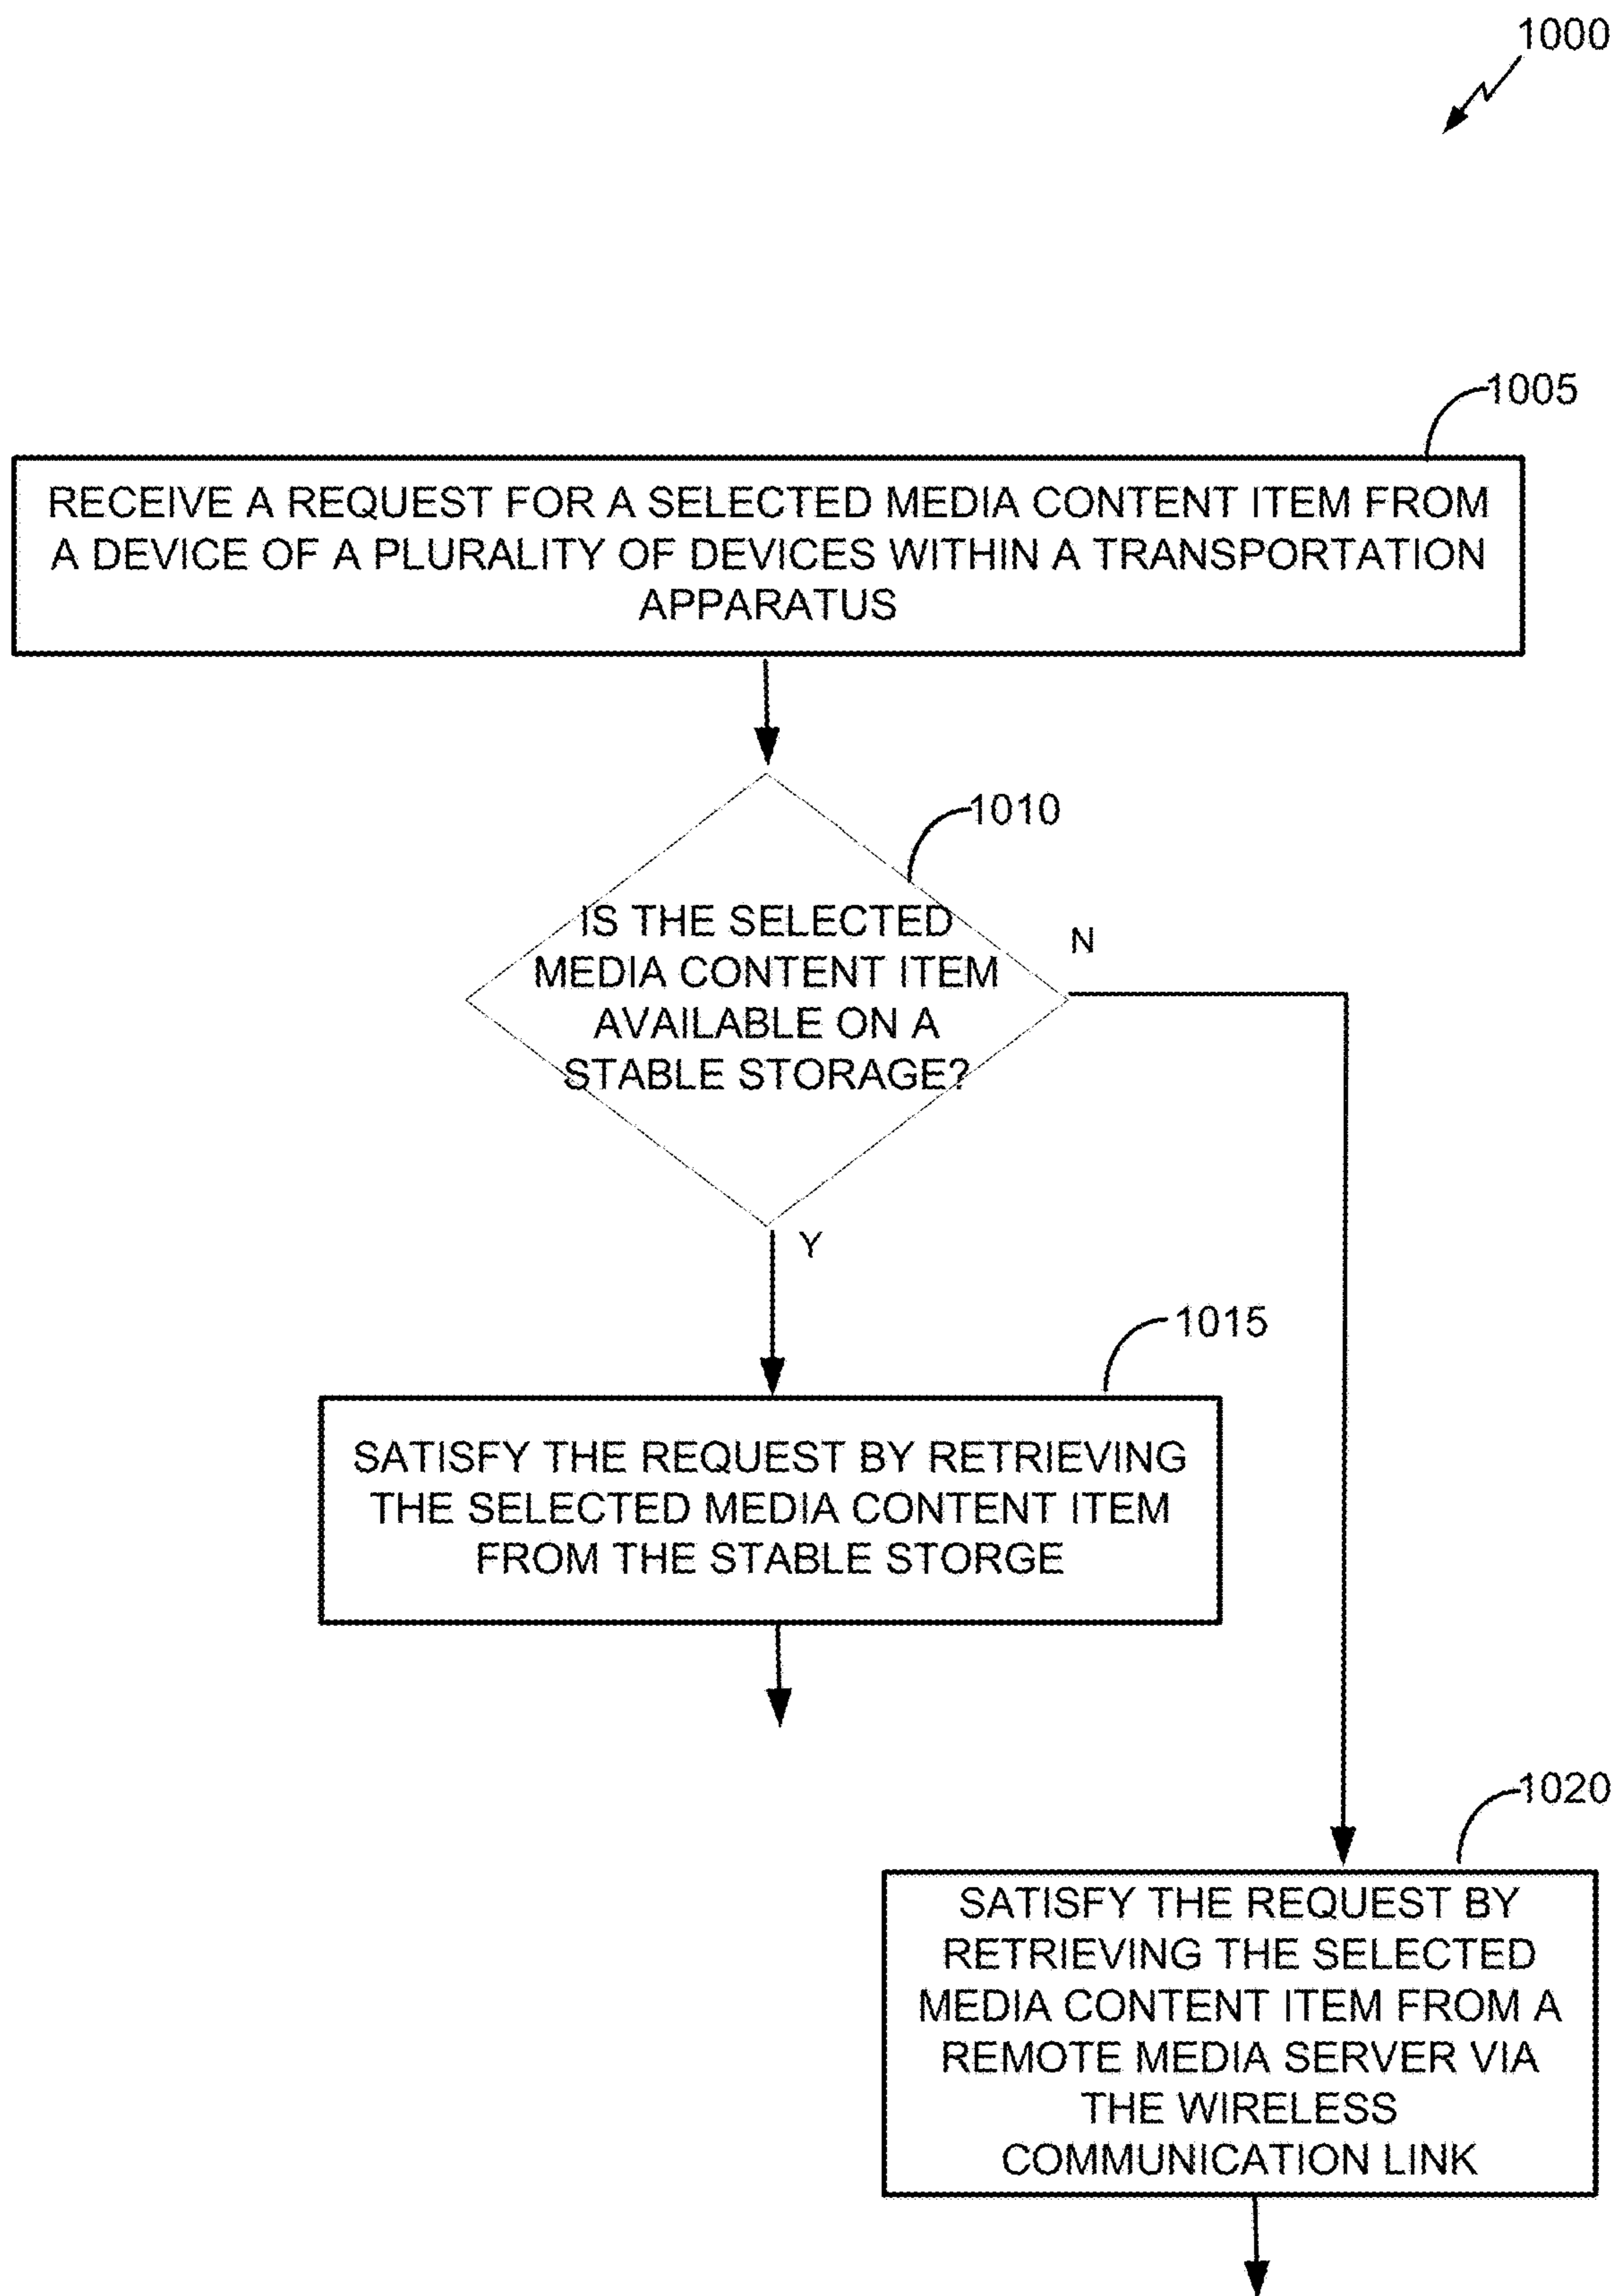 1000
1005
RECEIVE A REQUEST FOR A SELECTED MEDIA CONTENT ITEM FROM
A DEVICE OF A PLURALITY OF DEVICES WITHIN A TRANSPORTATION
APPARATUS
1010
IS THE SELECTED
MEDIA CONTENT ITEM
AVAILABLE ON A
STABLE STORAGE?
N
Y
1015
SATISFY THE REQUEST BY RETRIEVING
THE SELECTED MEDIA CONTENT ITEM
FROM THE STABLE STORGE
1020
SATISFY THE REQUEST BY
RETRIEVING THE SELECTED
MEDIA CONTENT ITEM FROM A
REMOTE MEDIA SERVER VIA
THE WIRELESS
COMMUNICATION LINK